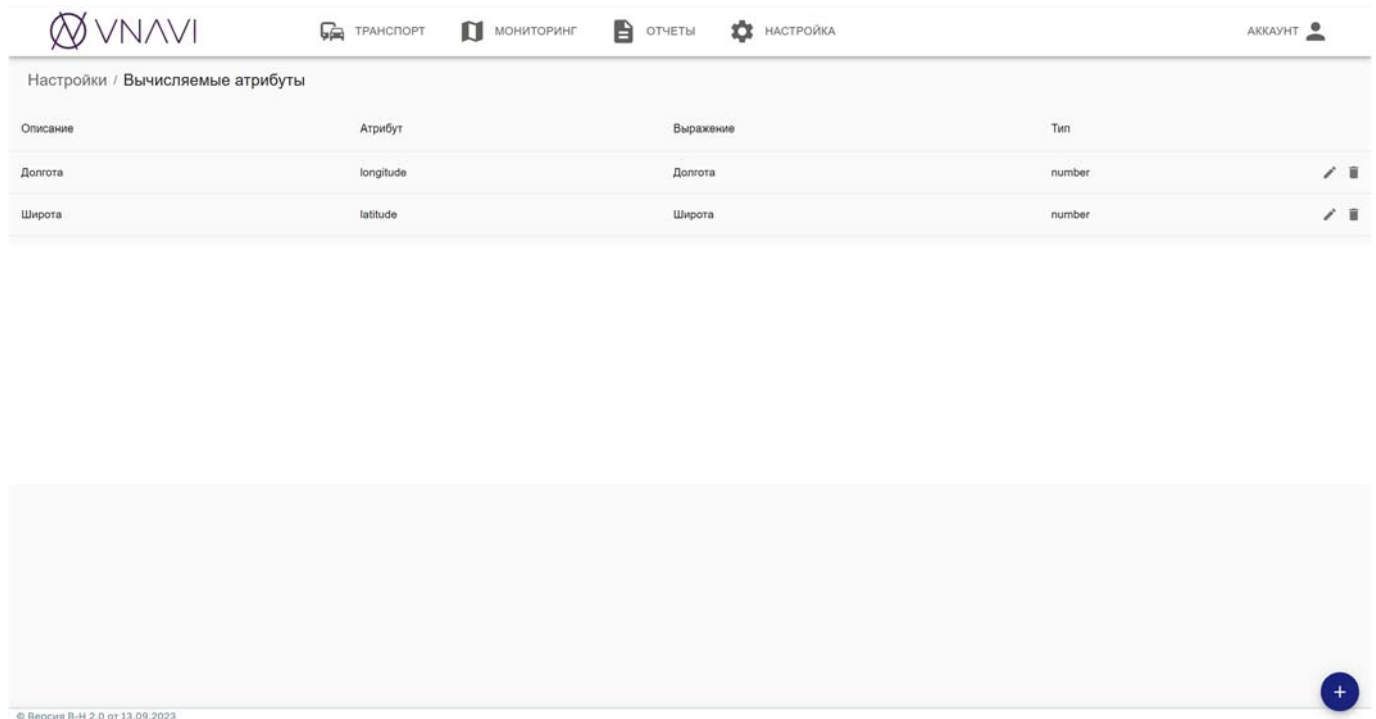 VNAVI ТРАНСПОРТ МОНИТОРИНГ ОТЧЕТЫ НАСТРОЙКА АККАУНТ
Настройки / Вычисляемые атрибуты
Описание Атрибут Выражение Тип
Долгота longitude Долгота number
Широта latitude Широта number
© Версия В-Н 2.0 от 13.09.2023